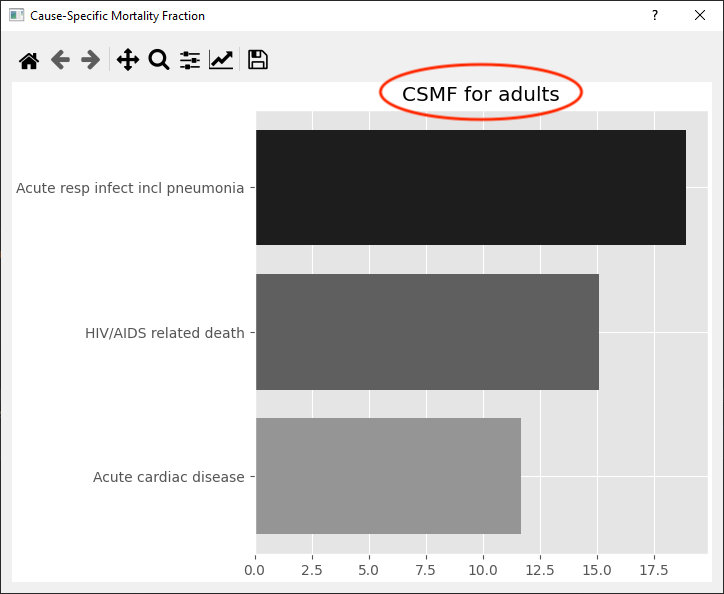 Cause-Specific Mortality Fraction
?
CSMF for adults
Acute resp infect incl pneumonia
HIV/AIDS related death
Acute cardiac disease
0.0 2.5 5.0 7.5 10.0 12.5 15.0 17.5